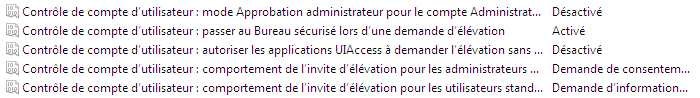 Contrôle de compte d'utilisateur : mode Approbation administrateur pour le compte Administrat... Désactivé
Contrôle de compte d'utilisateur : passer au Bureau sécurisé lors d'une demande d'élévation Activé
Contrôle de compte d'utilisateur : autoriser les applications UIAccess à demander l'élévation sans ... Désactivé
Contrôle de compte d'utilisateur : comportement de l'invite d'élévation pour les administrateurs ... Demande de consentem...
Contrôle de compte d'utilisateur : comportement de l'invite d'élévation pour les utilisateurs stand... Demande d'information...